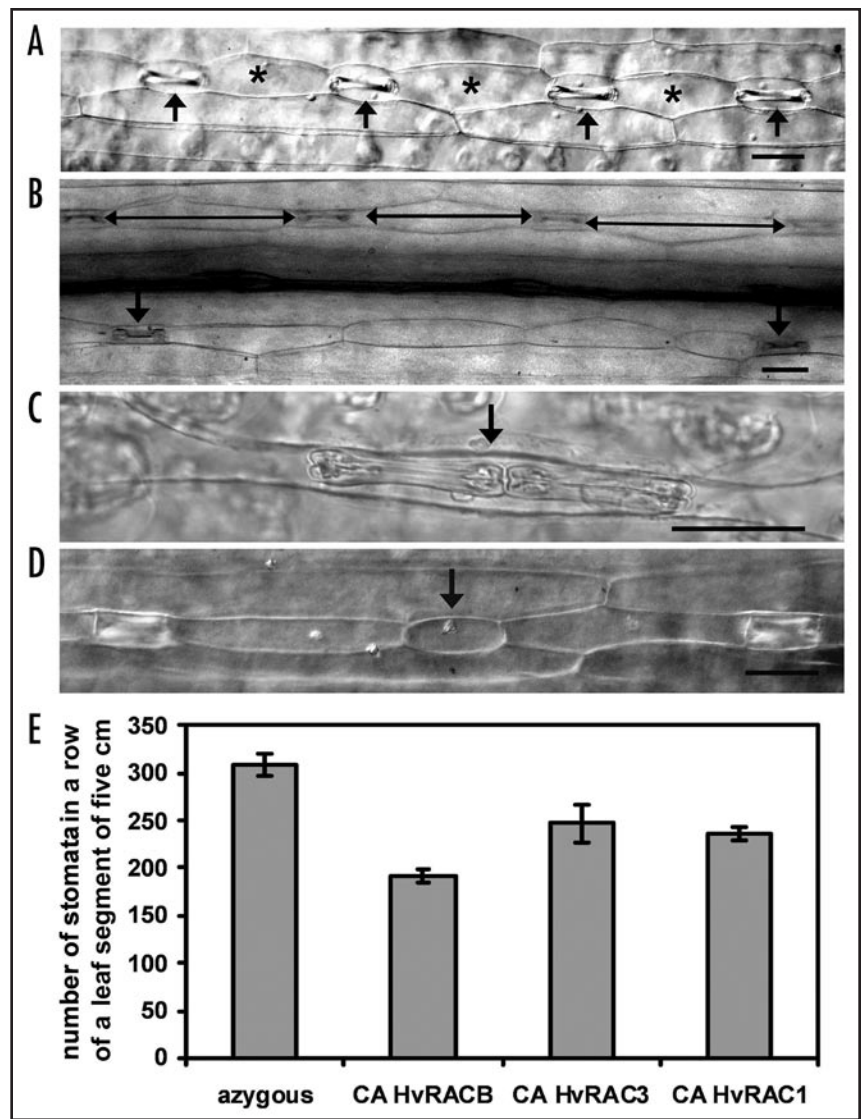 A
*
*
*
B
C
D
E
number of stomata in a row
of a leaf segment of five cm
350
300
250
200
150
100
50
0
azygous
CA HvRACB
CA HvRAC3
CA HvRAC1